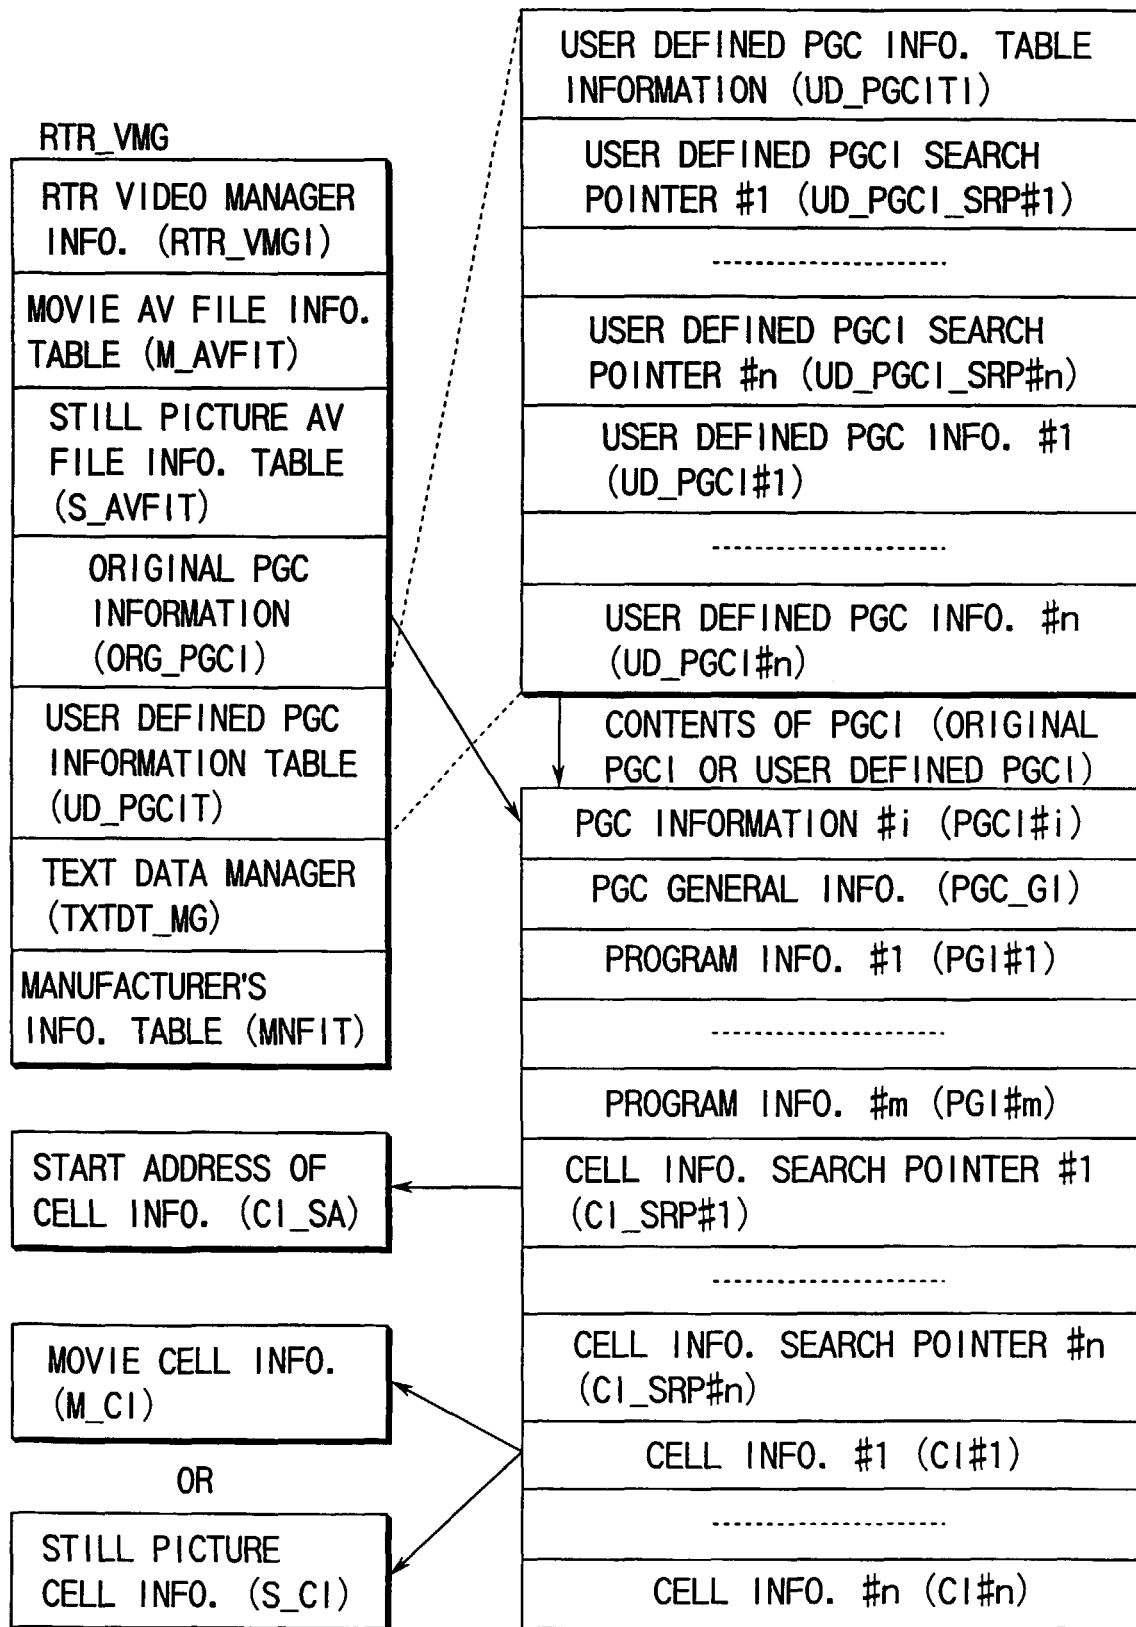 RTR_VMG
RTR VIDEO MANAGER
INFO. (RTR_VMGI)
MOVIE AV FILE INFO.
TABLE (M_AVFIT)
STILL PICTURE AV
FILE INFO. TABLE
(S_AVFIT)
ORIGINAL PGC
INFORMATION
(ORG_PGCI)
USER DEFINED PGC
INFORMATION TABLE
(UD_PGCIT)
TEXT DATA MANAGER
(TXTDT_MG)
MANUFACTURER'S
INFO. TABLE (MNFIT)
START ADDRESS OF
CELL INFO. (CI_SA)
MOVIE CELL INFO.
(M_CI)
OR
STILL PICTURE
CELL INFO. (S_CI)
USER DEFINED PGC INFO. TABLE
INFORMATION (UD_PGCITI)
USER DEFINED PGCI SEARCH
POINTER #1 (UD_PGCI_SRP#1)
USER DEFINED PGCI SEARCH
POINTER #n (UD_PGCI_SRP#n)
USER DEFINED PGC INFO. #1
(UD_PGCI#1)
USER DEFINED PGC INFO. #n
(UD_PGCI#n)
CONTENTS OF PGCI (ORIGINAL
PGCI OR USER DEFINED PGCI)
PGC INFORMATION #i (PGCI#i)
PGC GENERAL INFO. (PGC_GI)
PROGRAM INFO. #1 (PGI#1)
PROGRAM INFO. #m (PGI#m)
CELL INFO. SEARCH POINTER #1
(CI_SRP#1)
CELL INFO. SEARCH POINTER #n
(CI_SRP#n)
CELL INFO. #1 (CI#1)
CELL INFO. #n (CI#n)